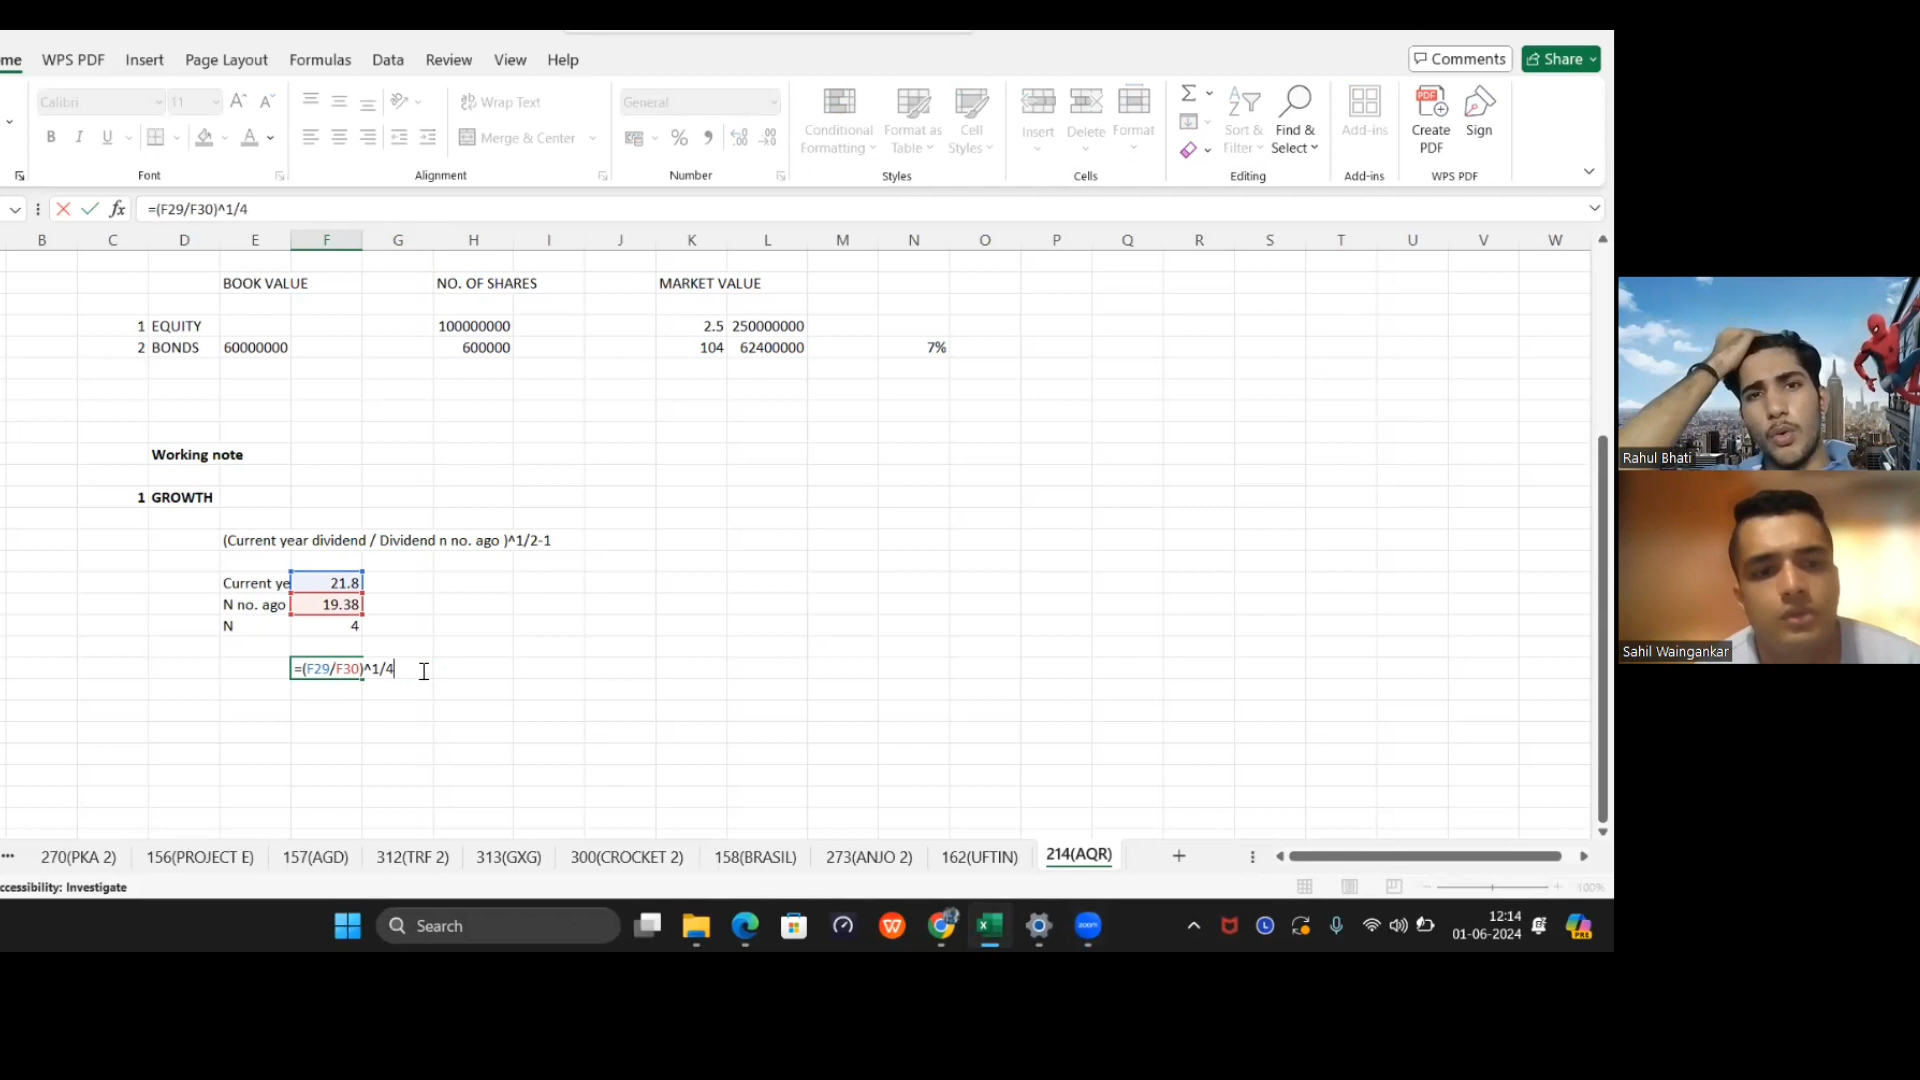 me WPS PDF Insert Page Layout Formulas Data Review View Help Comments Share
Calibri 11 Wrap Text General
B I U A Merge & Center % Conditional Formatting Format as Table Cell Styles Insert Delete Format Sort & Filter Find & Select Add-ins Create PDF Sign
Font Alignment Number Styles Cells Editing Add-ins WPS PDF
fx =(F29/F30)^1/4
B C D E F G H I J K L M N O P Q R S T U V W
BOOK VALUE NO. OF SHARES MARKET VALUE
1 EQUITY 100000000 2.5 250000000
2 BONDS 60000000 600000 104 62400000 7%
Working note
1 GROWTH
(Current year dividend / Dividend n no. ago )^1/2-1
Current ye 21.8
N no. ago 19.38
N 4
=(F29/F30)^1/4
270(PKA 2) 156(PROJECT E) 157(AGD) 312(TRF 2) 313(GXG) 300(CROCKET 2) 158(BRASIL) 273(ANJO 2) 162(UFTIN) 214(AQR)
ccessibility: Investigate 100%
Search zoom 12:14
01-06-2024
PRE
Rahul Bhati
Sahil Waingankar